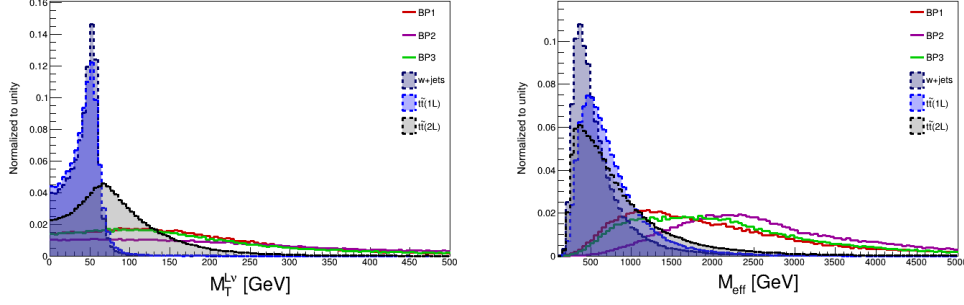 0.16
0.14
0.12
0.1
0.08
0.06
0.04
0.02
0
Normalized to unity
BP1
BP2
BP3
w+jets
tt̃(1L)
tt̃(2L)
0 50 100 150 200 250 300 350 400 450 500
M_T^{Lν} [GeV]
0.1
0.08
0.06
0.04
0.02
0
Normalized to unity
BP1
BP2
BP3
w+jets
tt̃(1L)
tt̃(2L)
500 1000 1500 2000 2500 3000 3500 4000 4500 5000
M_eff [GeV]